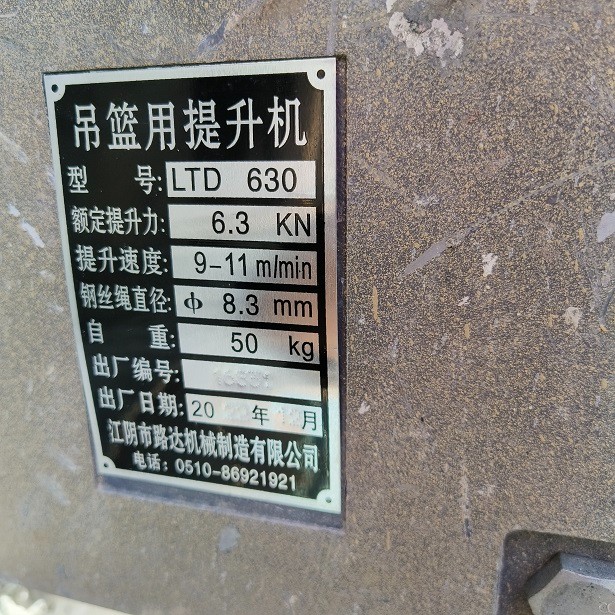 吊篮用提升机
型 号: LTD 630
额定提升力: 6.3 KN
提升速度: 9-11 m/min
钢丝绳直径: ф 8.3 mm
自 重: 50 kg
出厂编号:
出厂日期: 20 年 月
江阴市路达机械制造有限公司
电话: 0510-86921921